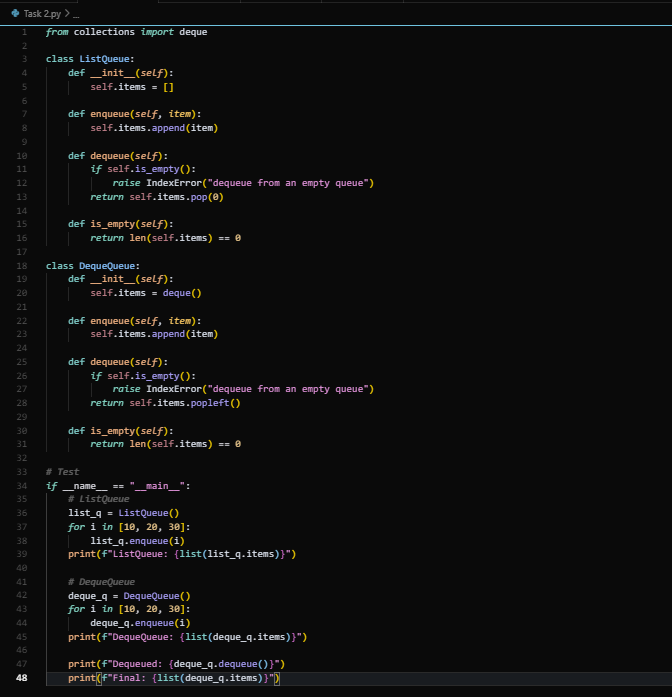 Task 2.py > ...
1 from collections import deque
2
3 class ListQueue:
4     def __init__(self):
5         self.items = []
6
7     def enqueue(self, item):
8         self.items.append(item)
9
10     def dequeue(self):
11         if self.is_empty():
12             raise IndexError("dequeue from an empty queue")
13         return self.items.pop(0)
14
15     def is_empty(self):
16         return len(self.items) == 0
17
18 class DequeQueue:
19     def __init__(self):
20         self.items = deque()
21
22     def enqueue(self, item):
23         self.items.append(item)
24
25     def dequeue(self):
26         if self.is_empty():
27             raise IndexError("dequeue from an empty queue")
28         return self.items.popleft()
29
30     def is_empty(self):
31         return len(self.items) == 0
32
33 # Test
34 if __name__ == "__main__":
35     # ListQueue
36     list_q = ListQueue()
37     for i in [10, 20, 30]:
38         list_q.enqueue(i)
39     print(f"ListQueue: {list(list_q.items)}")
40
41     # DequeQueue
42     deque_q = DequeQueue()
43     for i in [10, 20, 30]:
44         deque_q.enqueue(i)
45     print(f"DequeQueue: {list(deque_q.items)}")
46
47     print(f"Dequeued: {deque_q.dequeue()}")
48     print(f"Final: {list(deque_q.items)}")